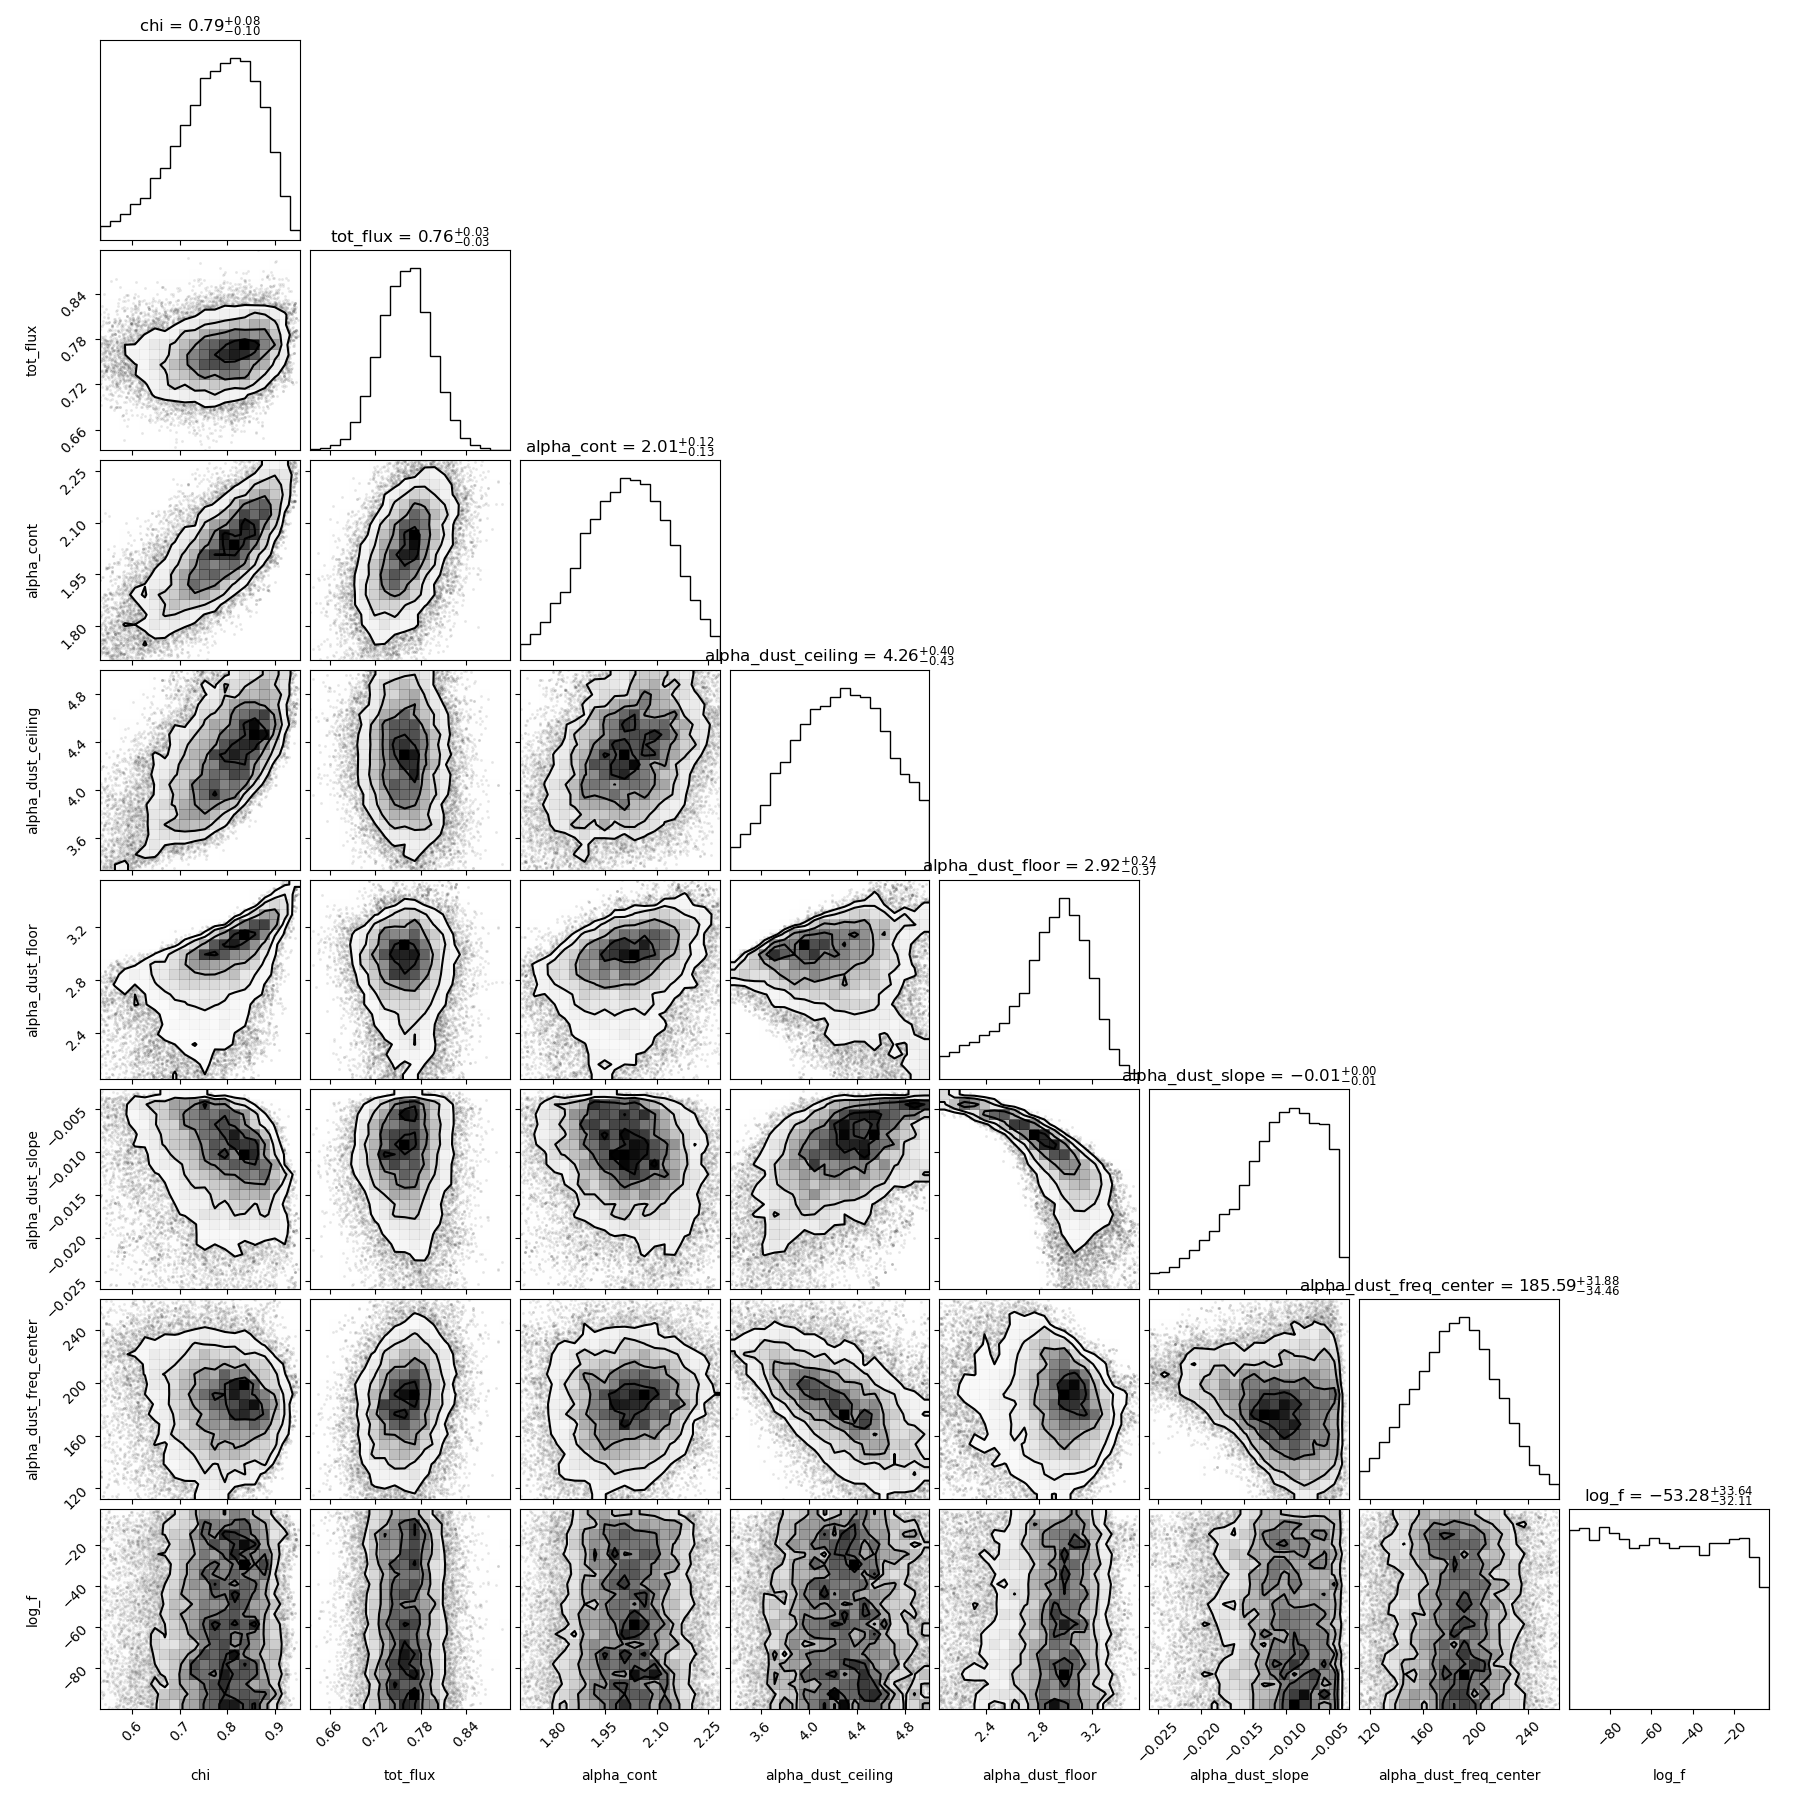 chi = 0.79+0.08−0.10
tot_flux = 0.76+0.03−0.03
0.84
0.78
0.72
0.66
tot_flux
alpha_cont = 2.01+0.12−0.13
2.25
2.10
1.95
1.80
alpha_cont
alpha_dust_ceiling = 4.26+0.40−0.43
4.8
4.4
4.0
3.6
alpha_dust_ceiling
alpha_dust_floor = 2.92+0.24−0.37
3.2
2.8
2.4
alpha_dust_floor
alpha_dust_slope = −0.01+0.00−0.01
−0.005
−0.010
−0.015
−0.020
−0.025
alpha_dust_slope
alpha_dust_freq_center = 185.59+31.88−34.46
240
200
160
120
alpha_dust_freq_center
log_f = −53.28+33.64−32.11
−20
−40
−60
−80
log_f
0.6 0.7 0.8 0.9 0.66 0.72 0.78 0.84 1.80 1.95 2.10 2.25 3.6 4.0 4.4 4.8 2.4 2.8 3.2 −0.025 −0.020 −0.015 −0.010 −0.005 120 160 200 240 −80 −60 −40 −20
chi tot_flux alpha_cont alpha_dust_ceiling alpha_dust_floor alpha_dust_slope alpha_dust_freq_center log_f